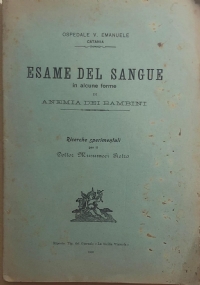 OSPEDALE V. EMANUELE
CATANIA
ESAME DEL SANGUE
in alcune forme
DI
ANEMIA DEI BAMBINI
Ricerche sperimentali
per il
Dottor